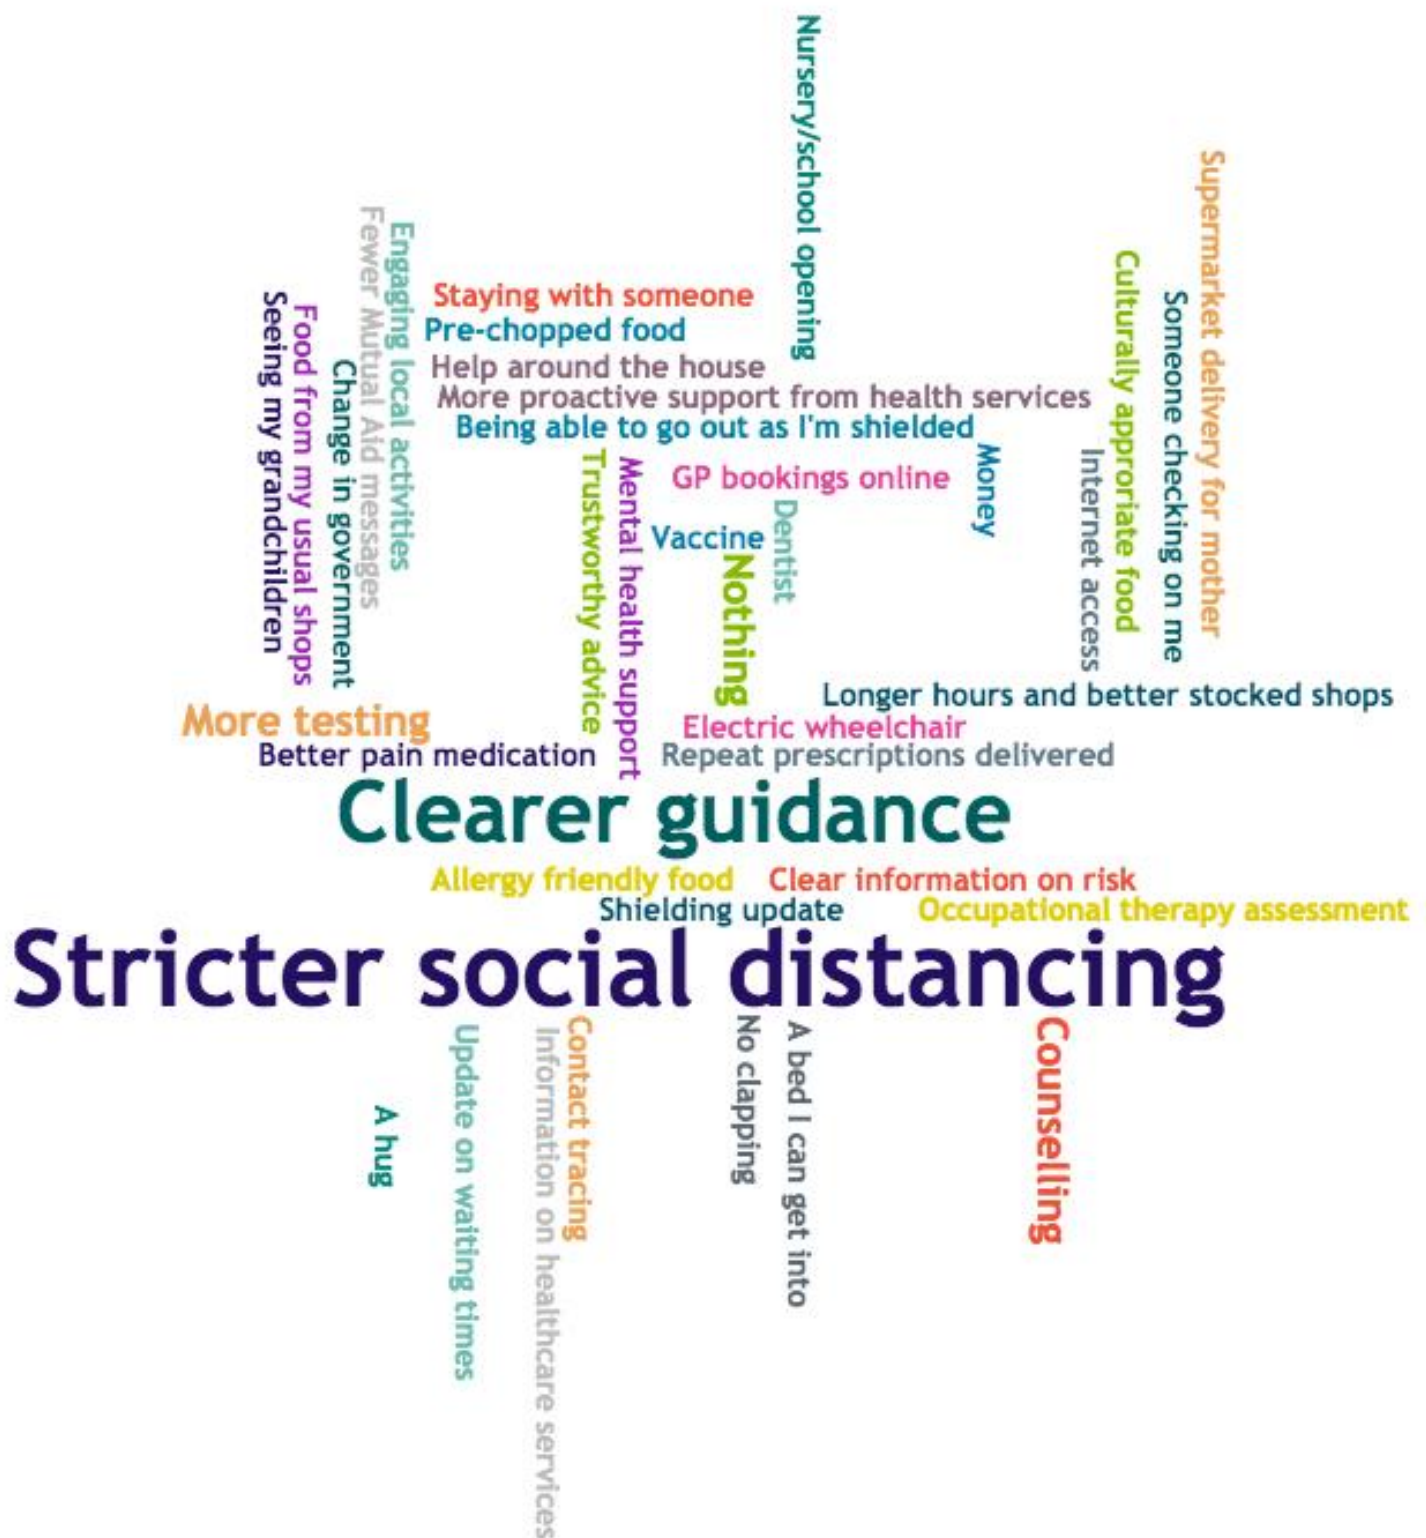 Nursery/school opening
Supermarket delivery for mother
Fewer Mutual Aid messages
Engaging local activities
Culturally approriate food
Staying with someone
Seeing my grandchildren
Food from my usual shops
Someone checking on me
Pre-chopped food
Help around the house
Change in government
More proactive support from health services
Being able to go out as I'm shielded
Money
Internet access
Trustworthy advice
Mental health support
GP bookings online
Dentist
Vaccine
Nothing
Longer hours and better stocked shops
More testing
Electric wheelchair
Better pain medication
Repeat prescriptions delivered
Clearer guidance
Allergy friendly food
Clear information on risk
Shielding update
Occupational therapy assessment
Stricter social distancing
Contact tracing
No clapping
A bed I can get into
Counselling
Update on waiting times
Information on healthcare services
A hug